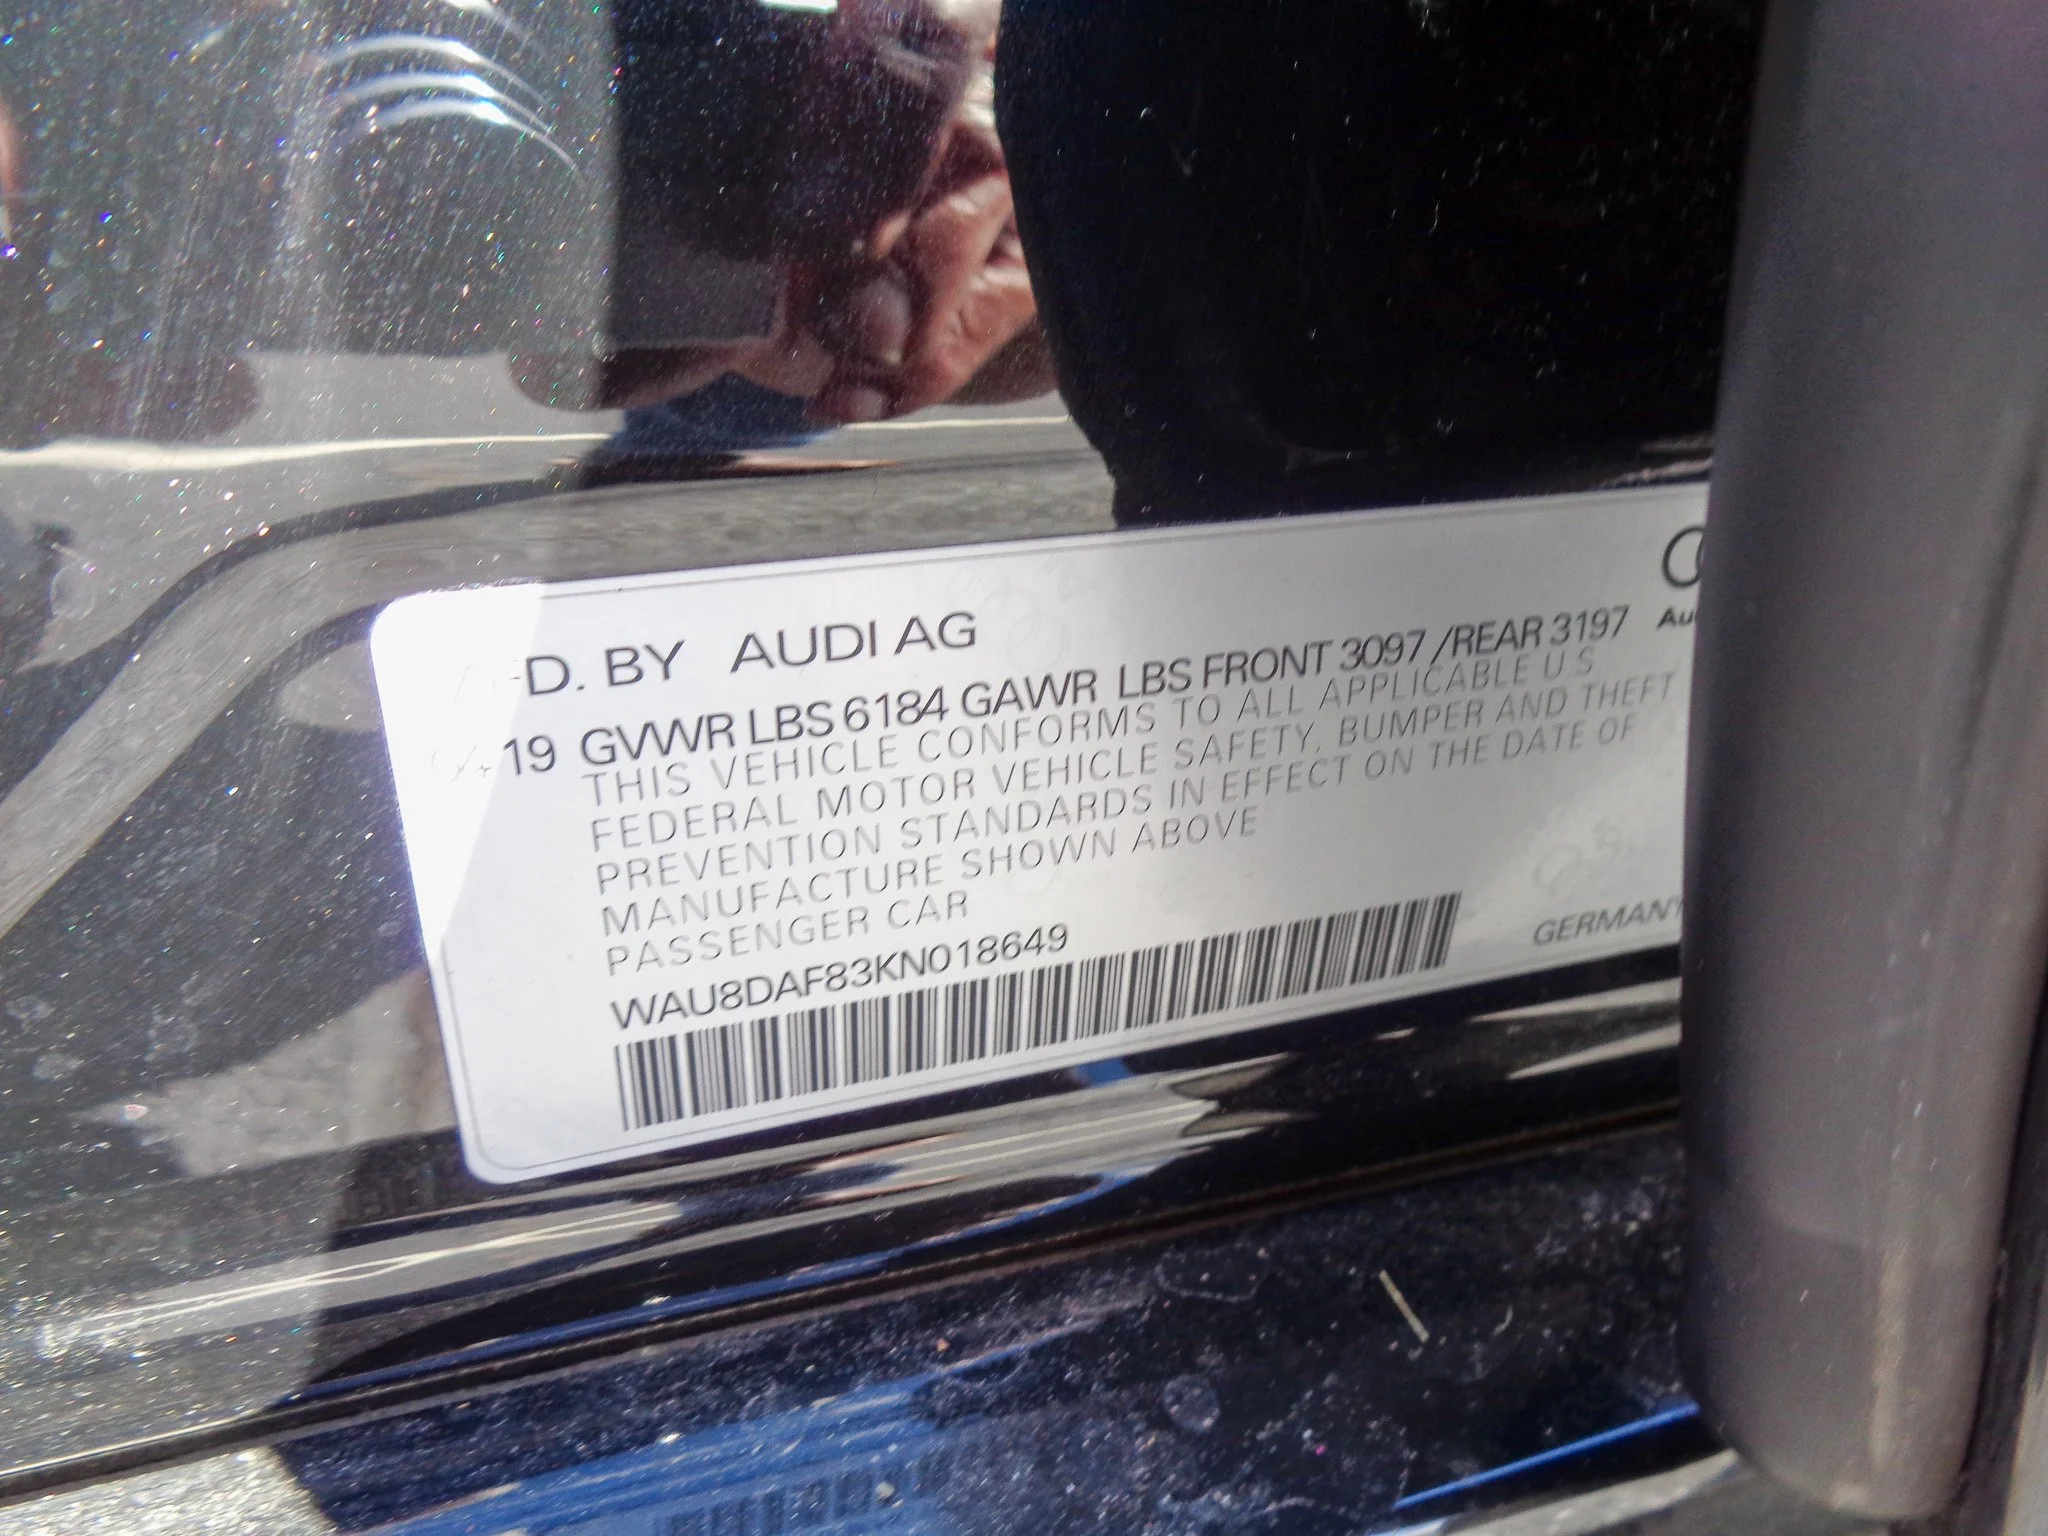 D. BY AUDI AG
19 GVWR LBS 6184 GAWR LBS FRONT 3097 /REAR 3197
THIS VEHICLE CONFORMS TO ALL APPLICABLE U.S.
FEDERAL MOTOR VEHICLE SAFETY, BUMPER AND THEFT
PREVENTION STANDARDS IN EFFECT ON THE DATE OF
MANUFACTURE SHOWN ABOVE
PASSENGER CAR
WAU8DAF83KN018649
GERMANY